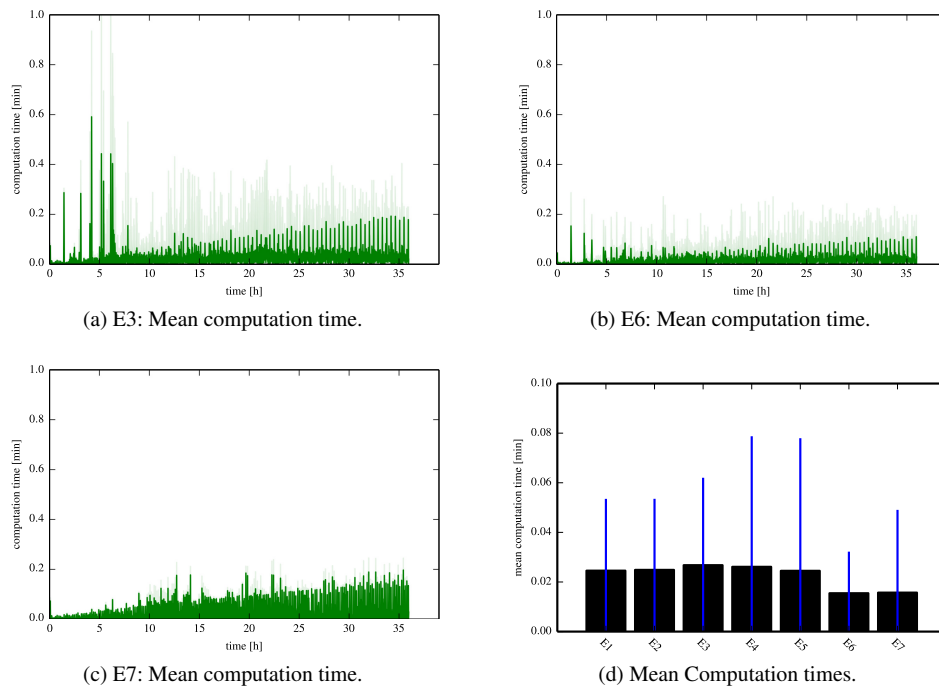 1.0
0.8
0.6
0.4
0.2
0.0
computation time [min]
0 5 10 15 20 25 30 35
time [h]
(a) E3: Mean computation time.
1.0
0.8
0.6
0.4
0.2
0.0
computation time [min]
0 5 10 15 20 25 30 35
time [h]
(b) E6: Mean computation time.
1.0
0.8
0.6
0.4
0.2
0.0
computation time [min]
0 5 10 15 20 25 30 35
time [h]
(c) E7: Mean computation time.
0.10
0.08
0.06
0.04
0.02
0.00
mean computation time [min]
E1 E2 E3 E4 E5 E6 E7
(d) Mean Computation times.